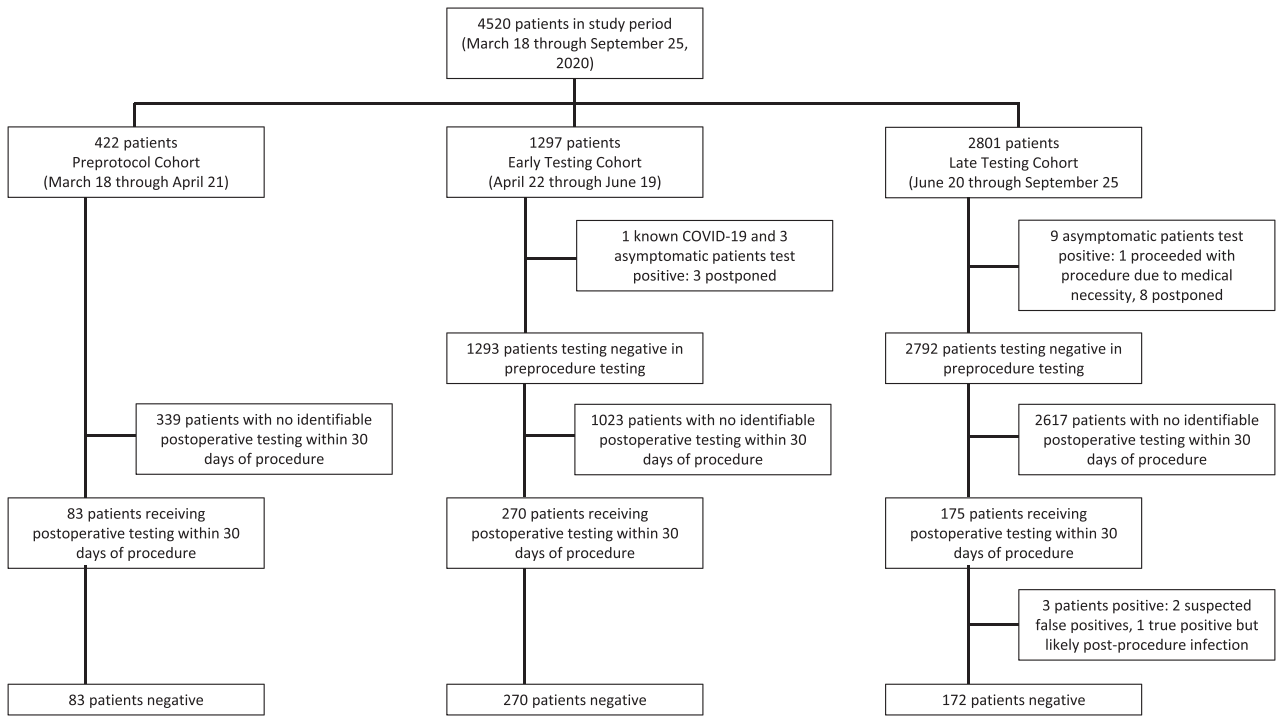 4520 patients in study period
(March 18 through September 25,
2020)
422 patients
Preprotocol Cohort
(March 18 through April 21)
1297 patients
Early Testing Cohort
(April 22 through June 19)
2801 patients
Late Testing Cohort
(June 20 through September 25
1 known COVID-19 and 3
asymptomatic patients test
positive: 3 postponed
9 asymptomatic patients test
positive: 1 proceeded with
procedure due to medical
necessity, 8 postponed
1293 patients testing negative in
preprocedure testing
2792 patients testing negative in
preprocedure testing
339 patients with no identifiable
postoperative testing within 30
days of procedure
1023 patients with no identifiable
postoperative testing within 30
days of procedure
2617 patients with no identifiable
postoperative testing within 30
days of procedure
83 patients receiving
postoperative testing within 30
days of procedure
270 patients receiving
postoperative testing within 30
days of procedure
175 patients receiving
postoperative testing within 30
days of procedure
3 patients positive: 2 suspected
false positives, 1 true positive but
likely post-procedure infection
83 patients negative
270 patients negative
172 patients negative